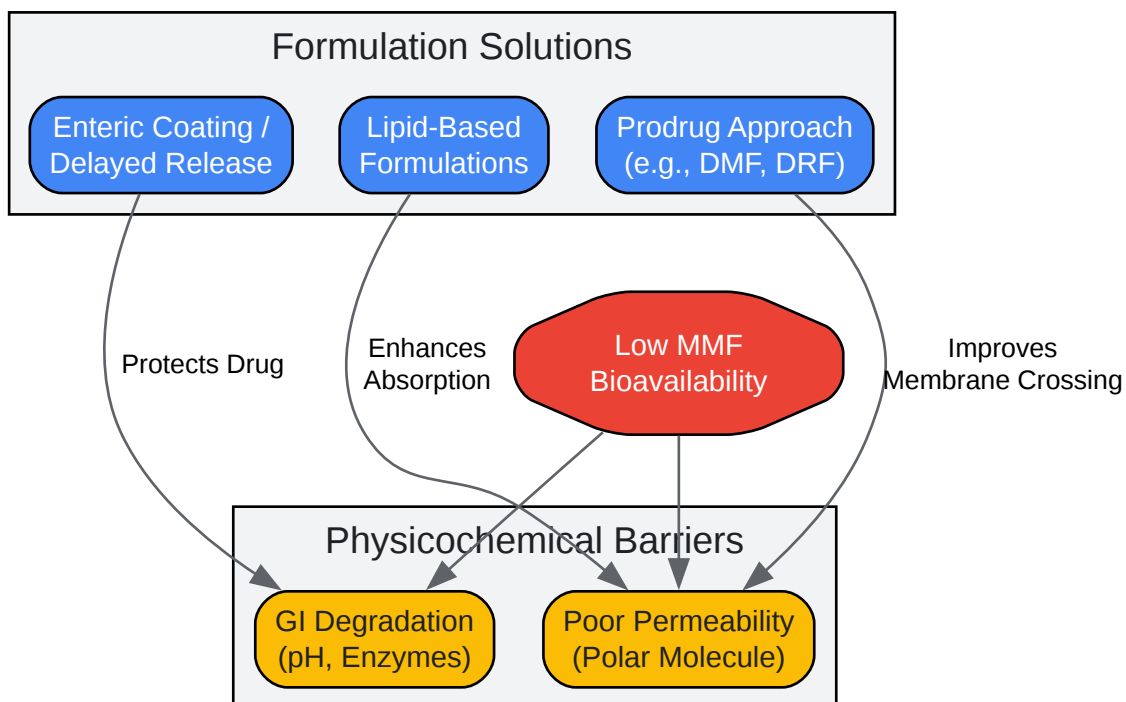 Formulation Solutions
Enteric Coating /
Delayed Release
Lipid-Based
Formulations
Prodrug Approach
(e.g., DMF, DRF)
Protects Drug
Enhances
Absorption
Low MMF
Bioavailability
Improves
Membrane Crossing
Physicochemical Barriers
GI Degradation
(pH, Enzymes)
Poor Permeability
(Polar Molecule)